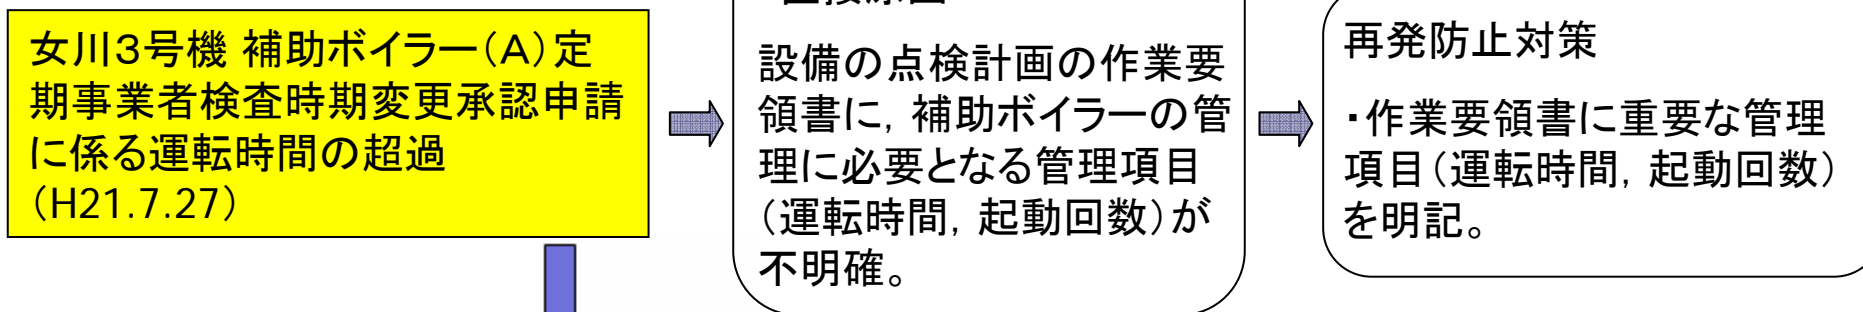 女川3号機 補助ボイラー(A)定
期事業者検査時期変更承認申請
に係る運転時間の超過
(H21.7.27)
設備の点検計画の作業要
領書に,補助ボイラーの管
理に必要となる管理項目
(運転時間,起動回数)が
不明確。
再発防止対策
・作業要領書に重要な管理
項目(運転時間,起動回数)
を明記。